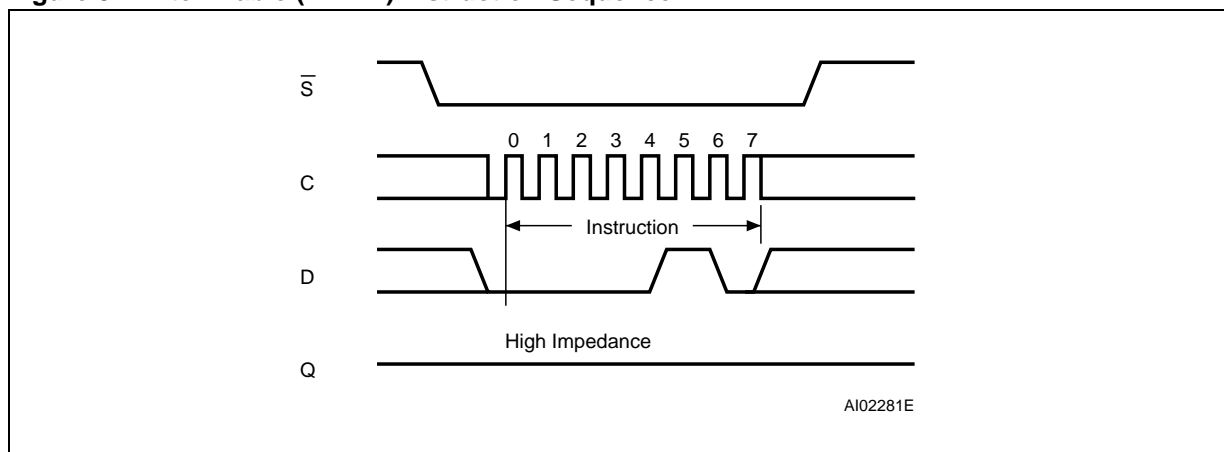 S̅
0 1 2 3 4 5 6 7
C
Instruction
D
High Impedance
Q
AI02281E